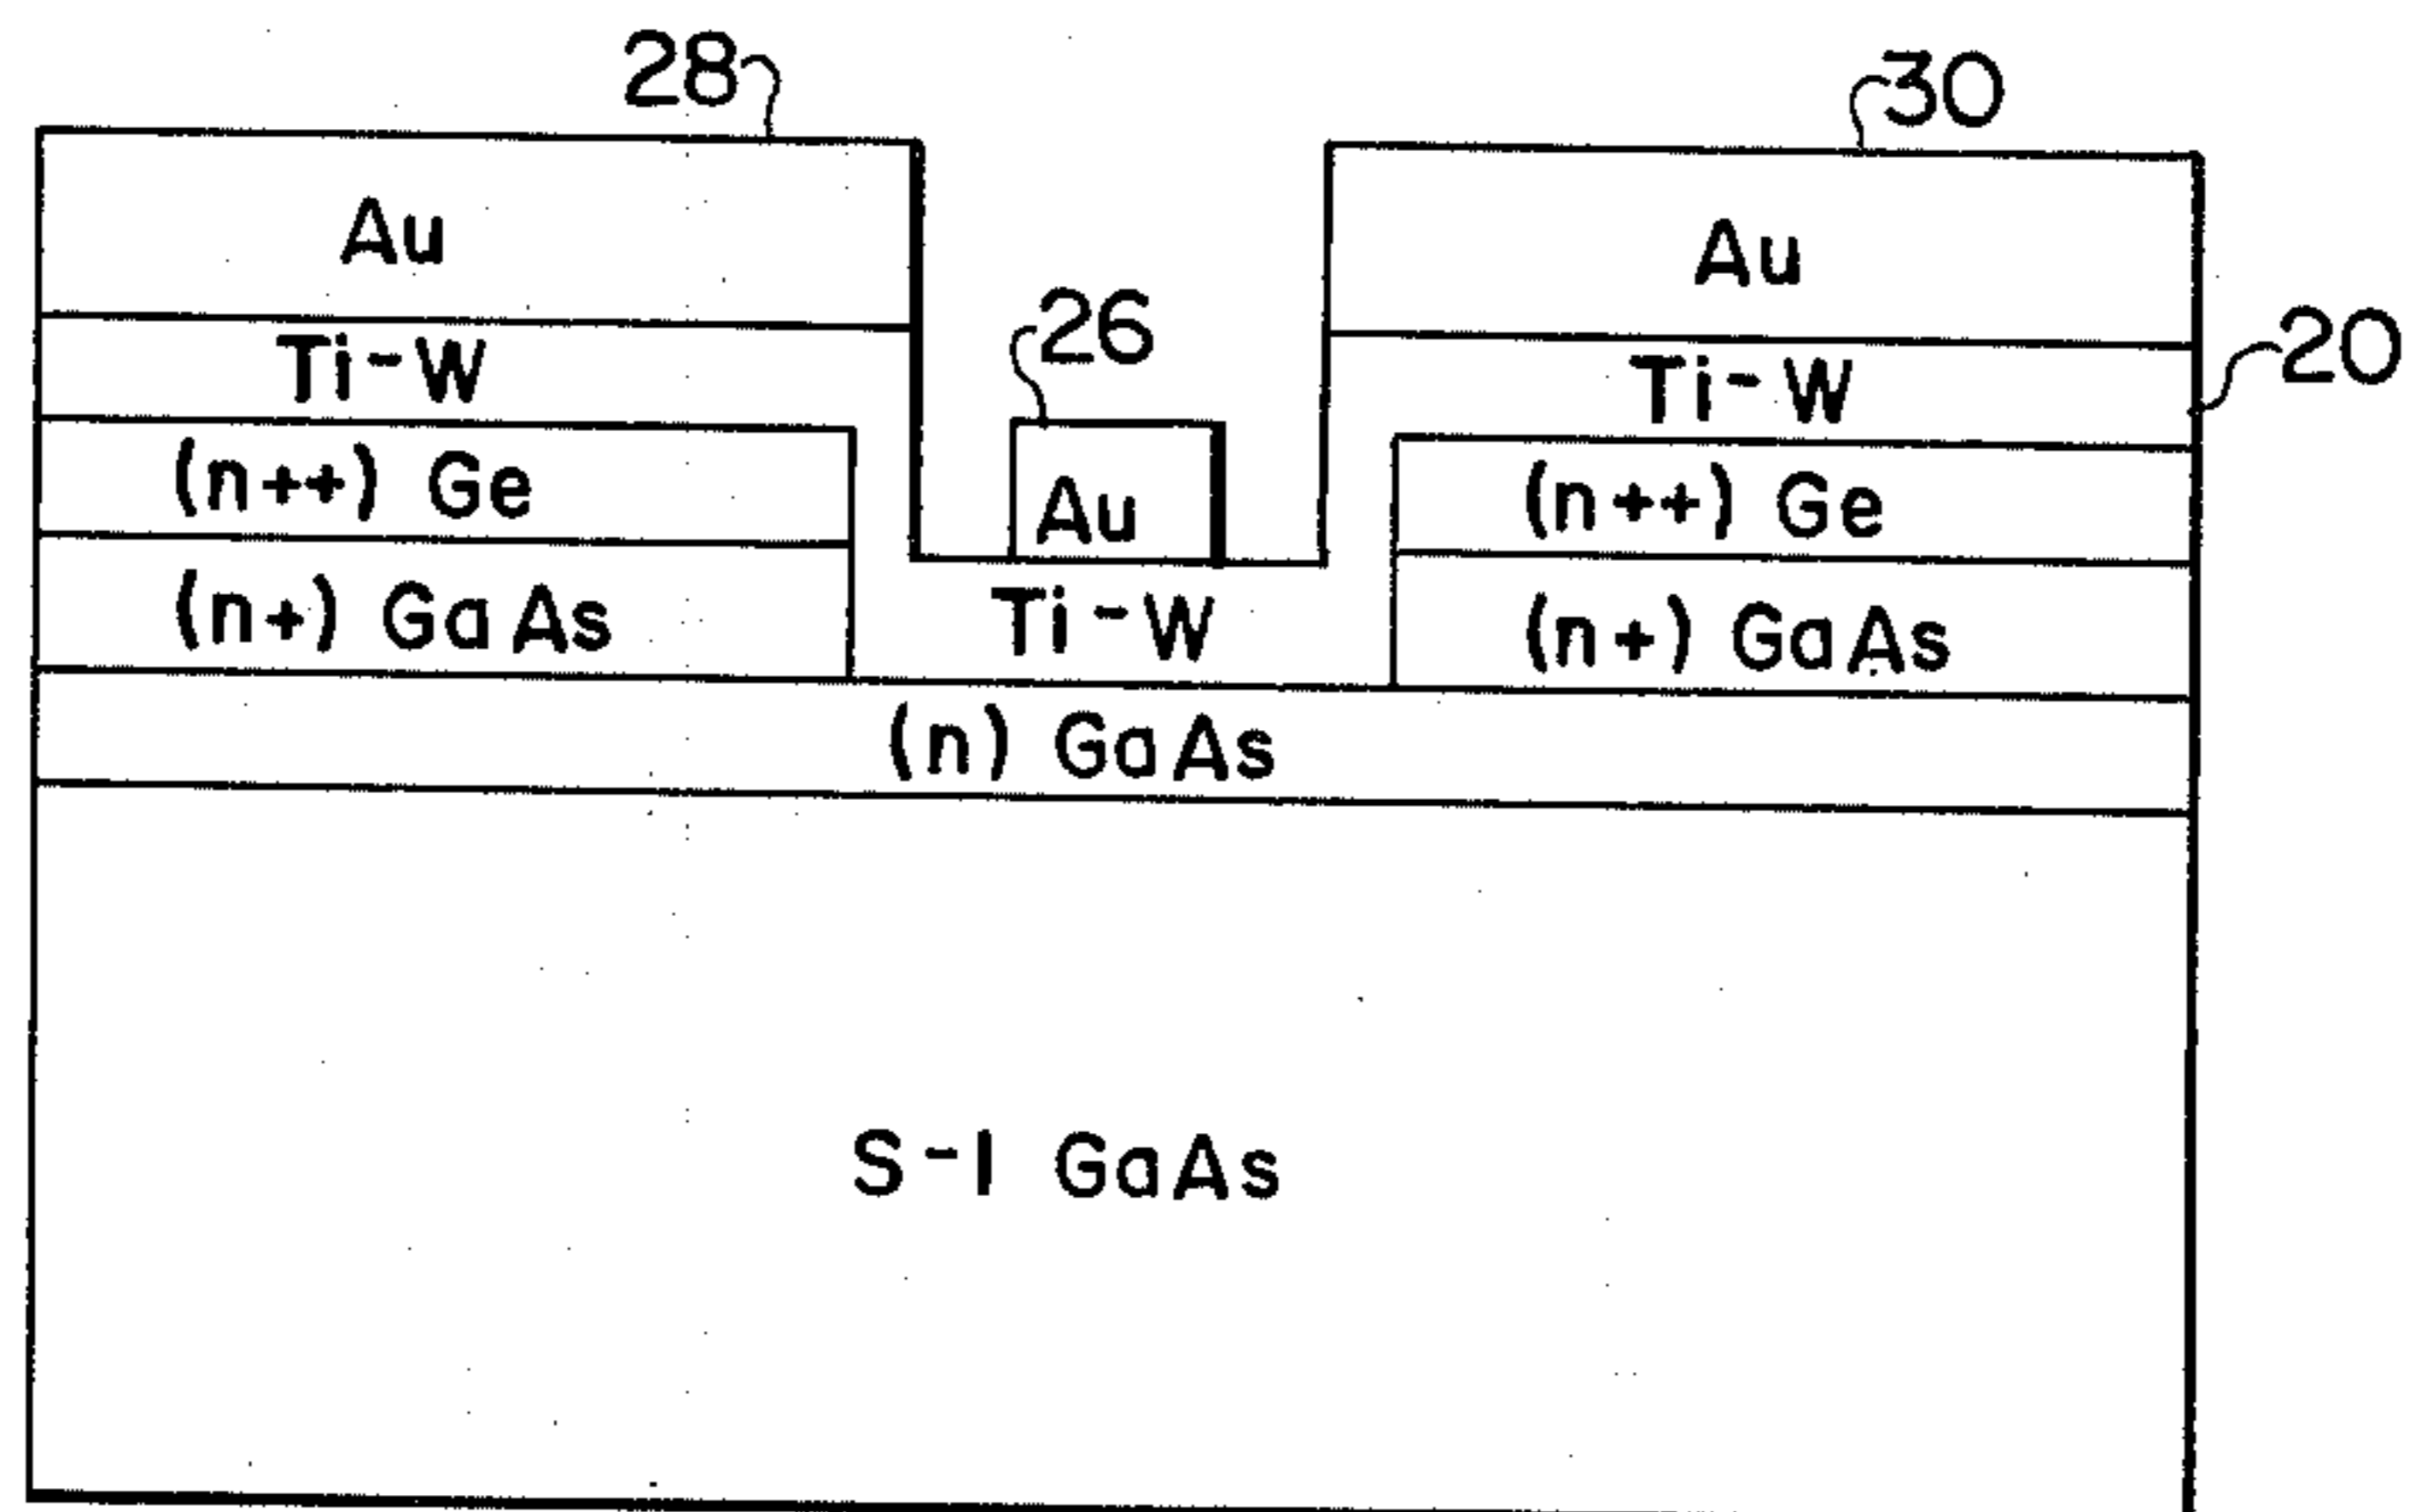 28
30
Au
Au
26
20
Ti-W
Ti-W
(n++) Ge
Au
(n++) Ge
(n+) GaAs
Ti-W
(n+) GaAs
(n) GaAs
S-I GaAs